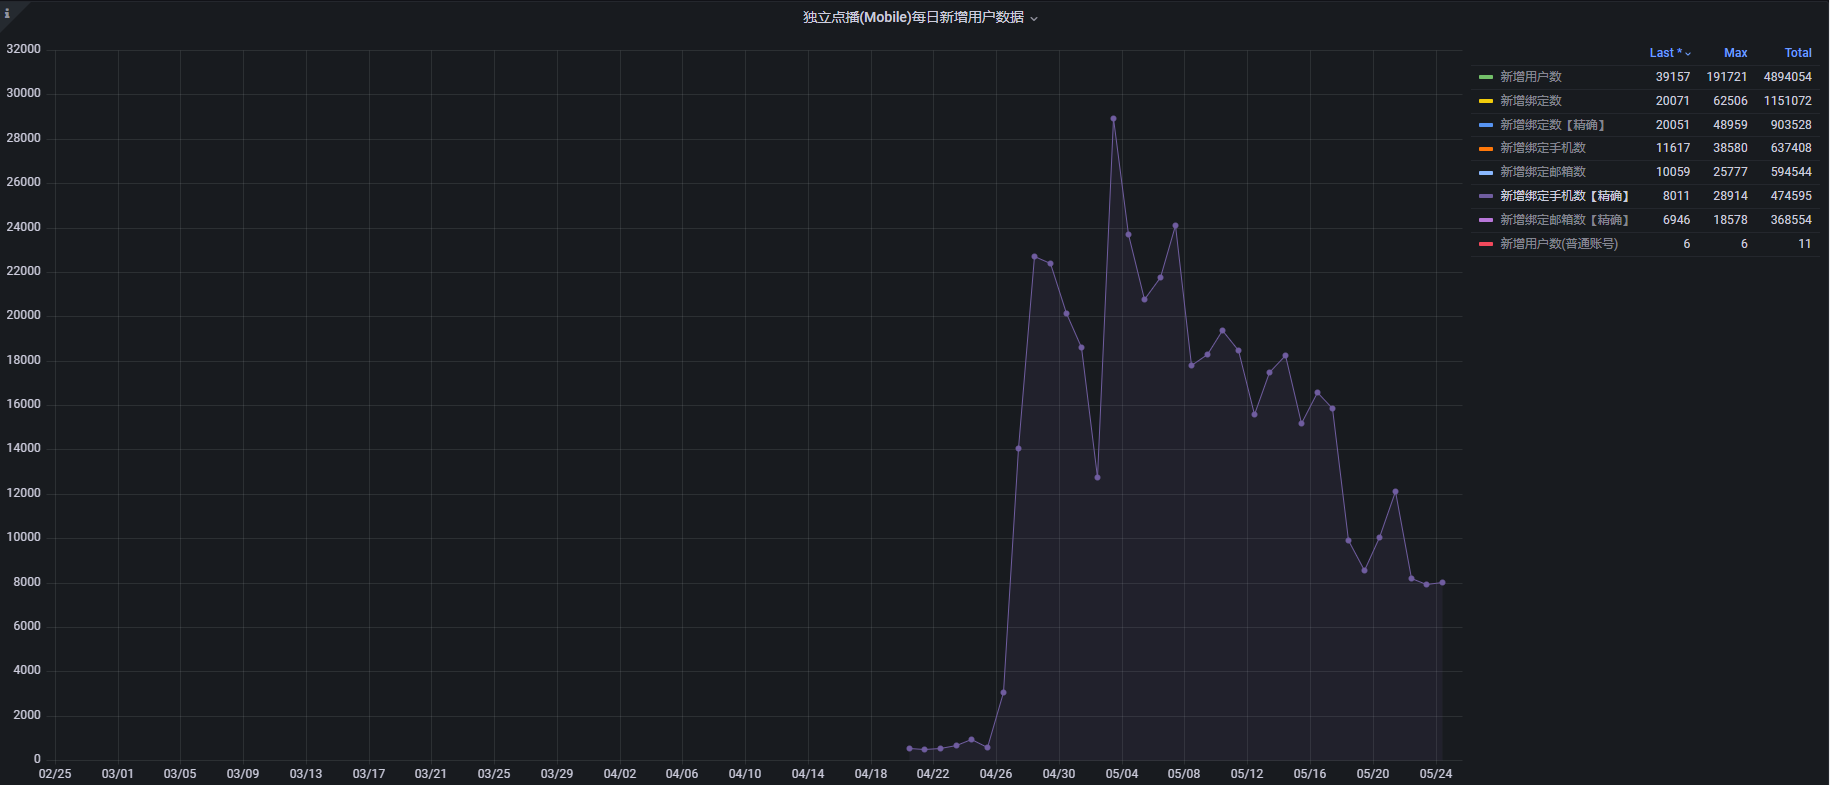 独立点播(Mobile)每日新增用户数据
32000
30000
28000
26000
24000
22000
20000
18000
16000
14000
12000
10000
8000
6000
4000
2000
0
02/25 03/01 03/05 03/09 03/13 03/17 03/21 03/25 03/29 04/02 04/06 04/10 04/14 04/18 04/22 04/26 04/30 05/04 05/08 05/12 05/16 05/20 05/24
Last * Max Total
新增用户数 39157 191721 4894054
新增绑定数 20071 62506 1151072
新增绑定数【精确】 20051 48959 903528
新增绑定手机数 11617 38580 637408
新增绑定邮箱数 10059 25777 594544
新增绑定手机数【精确】 8011 28914 474595
新增绑定邮箱数【精确】 6946 18578 368554
新增用户数(普通账号) 6 6 11